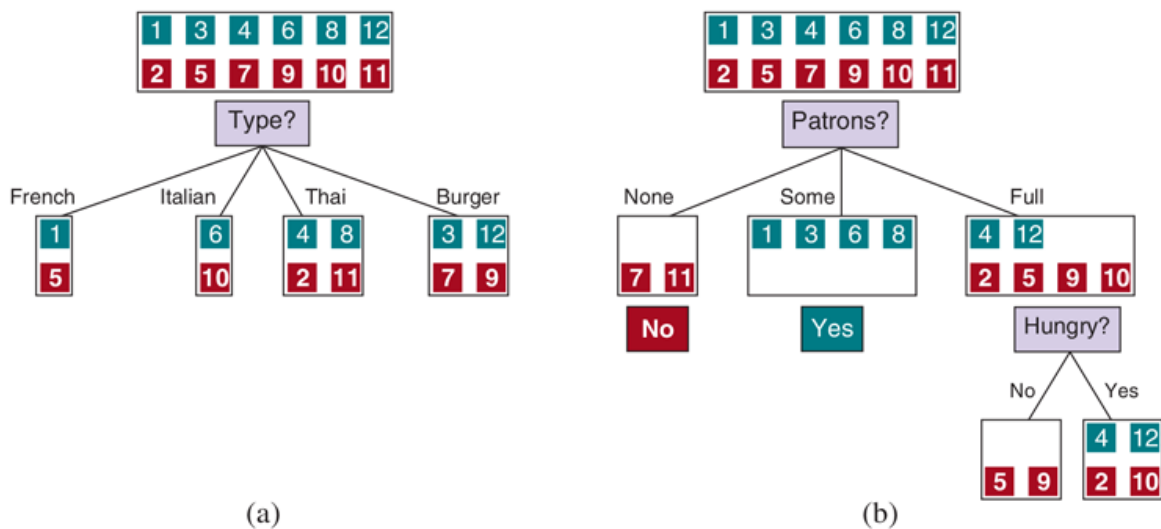 1 3 4 6 8 12
2 5 7 9 10 11
Type?
French Italian Thai Burger
1 6 4 8 3 12
5 10 2 11 7 9
(a)
1 3 4 6 8 12
2 5 7 9 10 11
Patrons?
None Some Full
1 3 6 8 4 12
7 11 2 5 9 10
No Yes Hungry?
No Yes
4 12
5 9 2 10
(b)